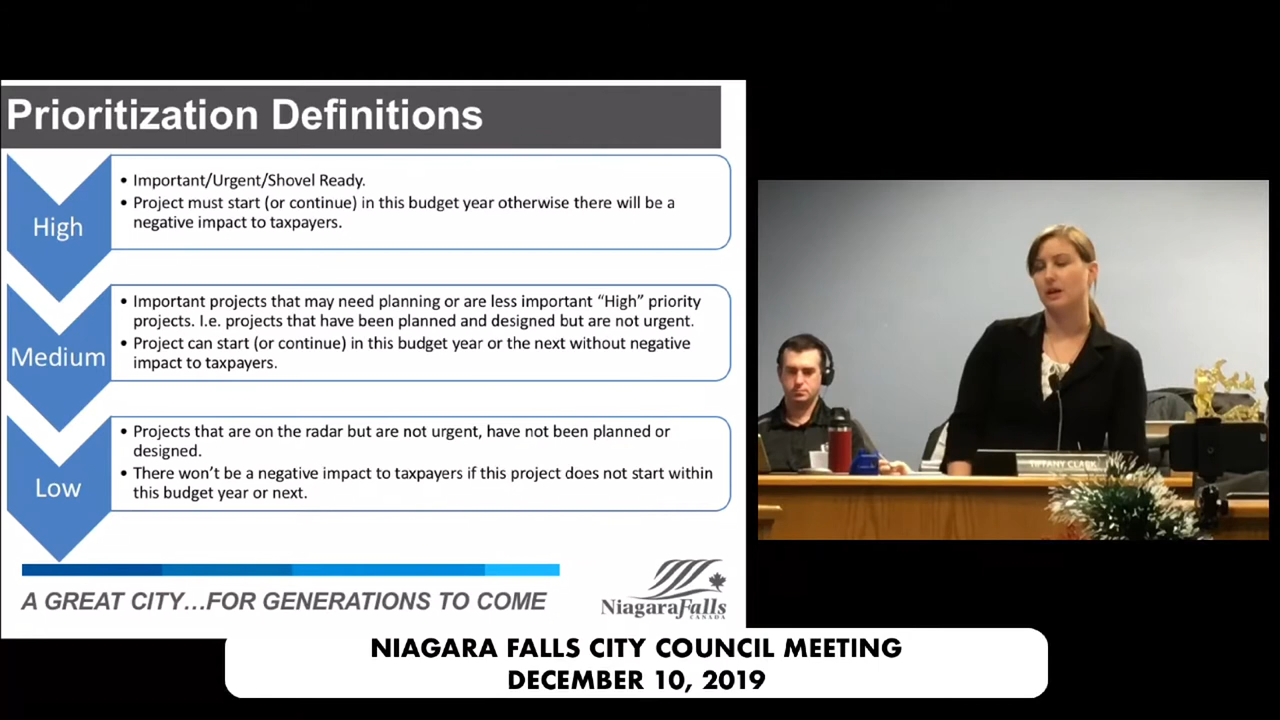 Prioritization Definitions
High
• Important/Urgent/Shovel Ready.
• Project must start (or continue) in this budget year otherwise there will be a
negative impact to taxpayers.
Medium
• Important projects that may need planning or are less important “High” priority
projects. I.e. projects that have been planned and designed but are not urgent.
• Project can start (or continue) in this budget year or the next without negative
impact to taxpayers.
Low
• Projects that are on the radar but are not urgent, have not been planned or
designed.
• There won’t be a negative impact to taxpayers if this project does not start within
this budget year or next.
A GREAT CITY…FOR GENERATIONS TO COME
NiagaraFalls
CANADA
TIFFANY CLARK
NIAGARA FALLS CITY COUNCIL MEETING
DECEMBER 10, 2019